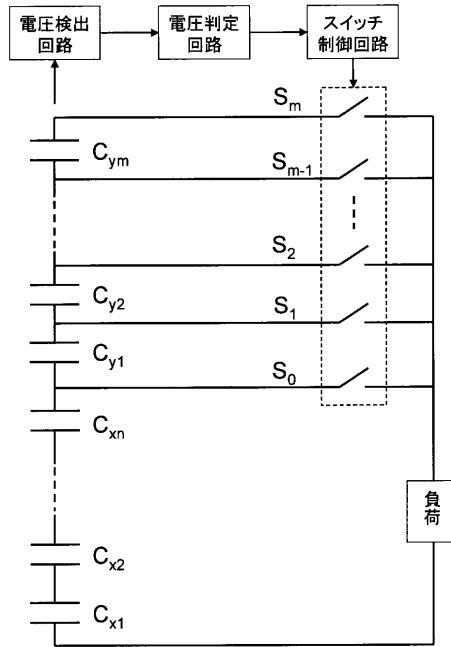 電圧検出
回路
電圧判定
回路
スイッチ
制御回路
Sm
Cym
Sm-1
S2
Cy2
S1
Cy1
S0
Cxn
負荷
Cx2
Cx1